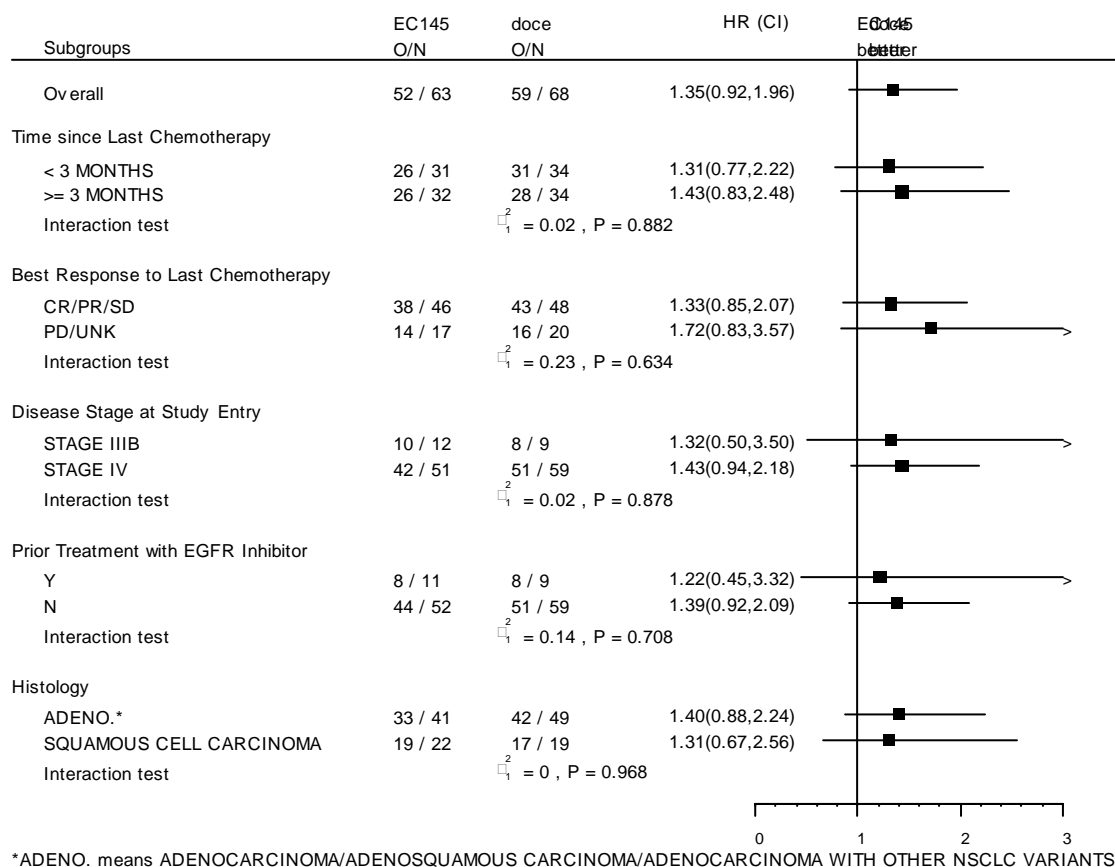 EC145 doce HR (CI)
Subgroups O/N O/N better
Overall 52 / 63 59 / 68 1.35(0.92,1.96)
Time since Last Chemotherapy
< 3 MONTHS 26 / 31 31 / 34 1.31(0.77,2.22)
>= 3 MONTHS 26 / 32 28 / 34 1.43(0.83,2.48)
Interaction test □²₁ = 0.02 , P = 0.882
Best Response to Last Chemotherapy
CR/PR/SD 38 / 46 43 / 48 1.33(0.85,2.07)
PD/UNK 14 / 17 16 / 20 1.72(0.83,3.57)
Interaction test □²₁ = 0.23 , P = 0.634
Disease Stage at Study Entry
STAGE IIIB 10 / 12 8 / 9 1.32(0.50,3.50)
STAGE IV 42 / 51 51 / 59 1.43(0.94,2.18)
Interaction test □²₁ = 0.02 , P = 0.878
Prior Treatment with EGFR Inhibitor
Y 8 / 11 8 / 9 1.22(0.45,3.32)
N 44 / 52 51 / 59 1.39(0.92,2.09)
Interaction test □²₁ = 0.14 , P = 0.708
Histology
ADENO.* 33 / 41 42 / 49 1.40(0.88,2.24)
SQUAMOUS CELL CARCINOMA 19 / 22 17 / 19 1.31(0.67,2.56)
Interaction test □²₁ = 0 , P = 0.968
0 1 2 3
*ADENO. means ADENOCARCINOMA/ADENOSQUAMOUS CARCINOMA/ADENOCARCINOMA WITH OTHER NSCLC VARIANTS